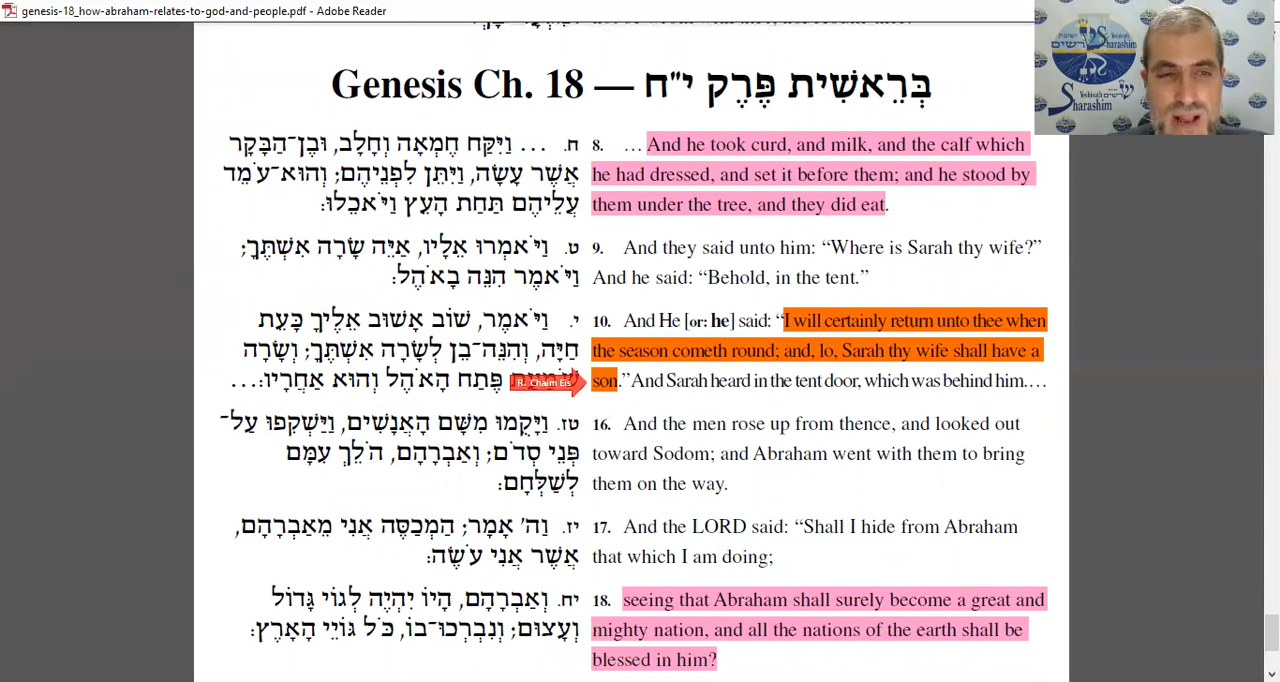 genesis-18_how-abraham-relates-to-god-and-people.pdf - Adobe Reader
Genesis Ch. 18 — בְּרֵאשִׁית פֶּרֶק י"ח
ח. ... וַיִּקַּח חֶמְאָה וְחָלָב, וּבֶן־הַבָּקָר
אֲשֶׁר עָשָׂה, וַיִּתֵּן לִפְנֵיהֶם; וְהוּא־עֹמֵד
עֲלֵיהֶם תַּחַת הָעֵץ וַיֹּאכֵלוּ:
8. … And he took curd, and milk, and the calf which
he had dressed, and set it before them; and he stood by
them under the tree, and they did eat.
ט. וַיֹּאמְרוּ אֵלָיו, אַיֵּה שָׂרָה אִשְׁתֶּךָ;
וַיֹּאמֶר הִנֵּה בָאֹהֶל:
9. And they said unto him: “Where is Sarah thy wife?”
And he said: “Behold, in the tent.”
י. וַיֹּאמֶר, שׁוֹב אָשׁוּב אֵלֶיךָ כָּעֵת
חַיָּה, וְהִנֵּה־בֵן לְשָׂרָה אִשְׁתֶּךָ; וְשָׂרָה
פֶּתַח הָאֹהֶל וְהוּא אַחֲרָיו:...
10. And He [or: he] said: “I will certainly return unto thee when
the season cometh round; and, lo, Sarah thy wife shall have a
son.” And Sarah heard in the tent door, which was behind him.…
R. Chaim Eis
טז. וַיָּקֻמוּ מִשָּׁם הָאֲנָשִׁים, וַיַּשְׁקִפוּ עַל־
פְּנֵי סְדֹם; וְאַבְרָהָם, הֹלֵךְ עִמָּם
לְשַׁלְּחָם:
16. And the men rose up from thence, and looked out
toward Sodom; and Abraham went with them to bring
them on the way.
יז. וַה' אָמָר; הַמְכַסֶּה אֲנִי מֵאַבְרָהָם,
אֲשֶׁר אֲנִי עֹשֶׂה:
17. And the LORD said: “Shall I hide from Abraham
that which I am doing;
יח. וְאַבְרָהָם, הָיוֹ יִהְיֶה לְגוֹי גָּדוֹל
וְעָצוּם; וְנִבְרְכוּ־בוֹ, כֹּל גּוֹיֵי הָאָרֶץ:
18. seeing that Abraham shall surely become a great and
mighty nation, and all the nations of the earth shall be
blessed in him?
Yeshivath
Sharashim